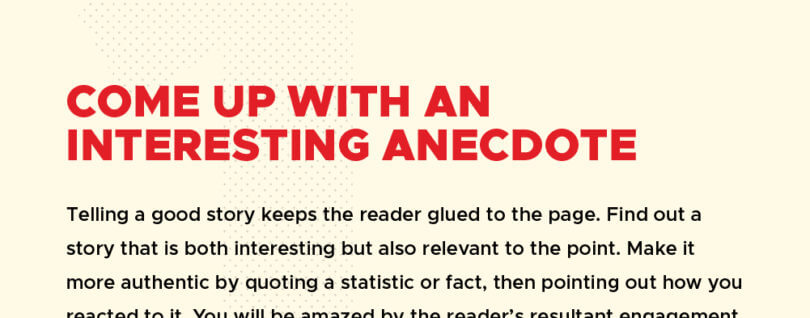 COME UP WITH AN
INTERESTING ANECDOTE
Telling a good story keeps the reader glued to the page. Find out a
story that is both interesting but also relevant to the point. Make it
more authentic by quoting a statistic or fact, then pointing out how you
reacted to it. You will be amazed by the reader’s resultant engagement